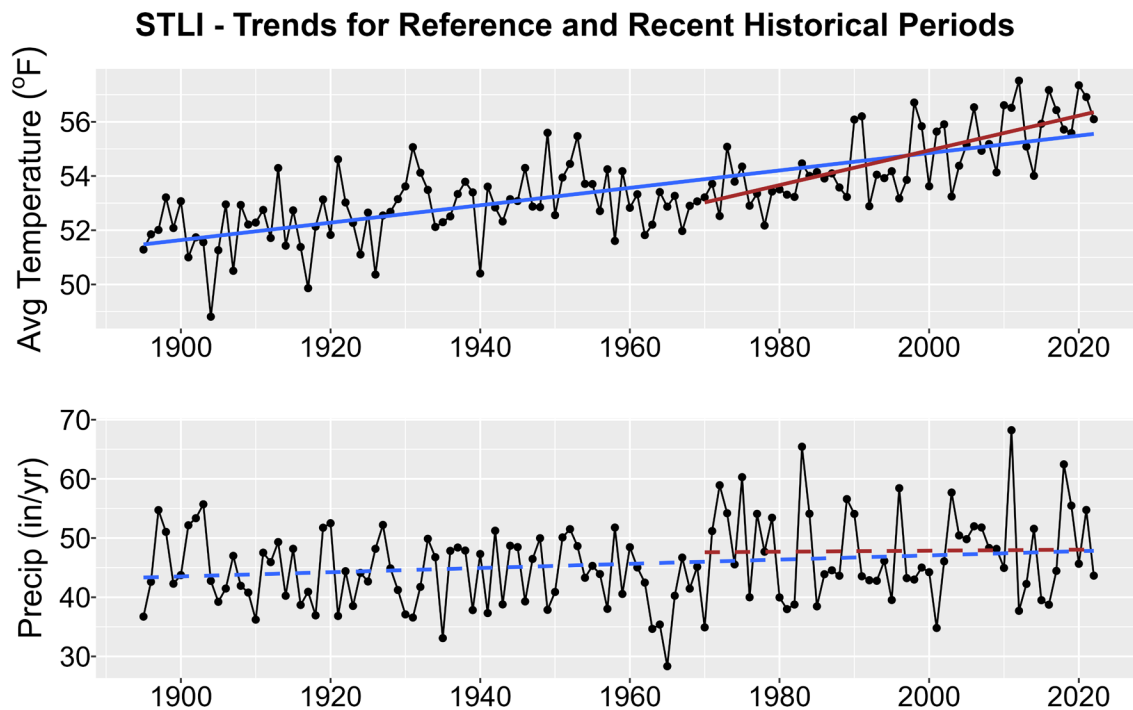 STLI - Trends for Reference and Recent Historical Periods
Avg Temperature (oF)
56
54
52
50
1900 1920 1940 1960 1980 2000 2020
Precip (in/yr)
70
60
50
40
30
1900 1920 1940 1960 1980 2000 2020